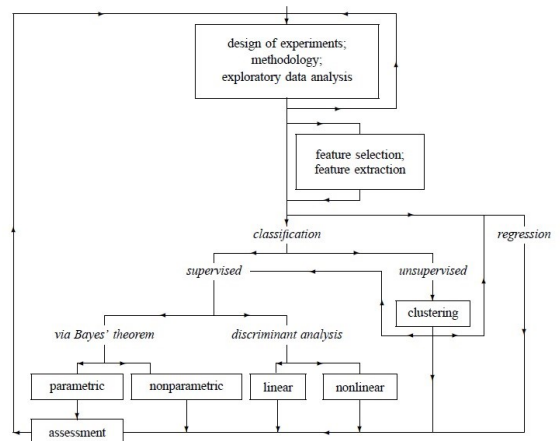 design of experiments;
methodology;
exploratory data analysis
feature selection;
feature extraction
classification
regression
supervised
unsupervised
clustering
via Bayes' theorem
discriminant analysis
parametric
nonparametric
linear
nonlinear
assessment